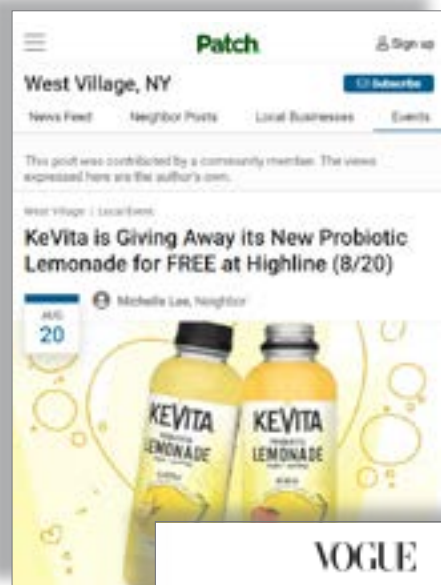 Patch
Sign up
West Village, NY
Subscribe
News Feed Neighbor Posts Local Businesses Events
This post was contributed by a community member. The views
expressed here are the author's own.
West Village | Local Event
KeVita is Giving Away its New Probiotic
Lemonade for FREE at Highline (8/20)
Michelle Lee, Neighbor
AUG
20
KEVITA KEVITA
LEMONADE LEMONADE
VOGUE